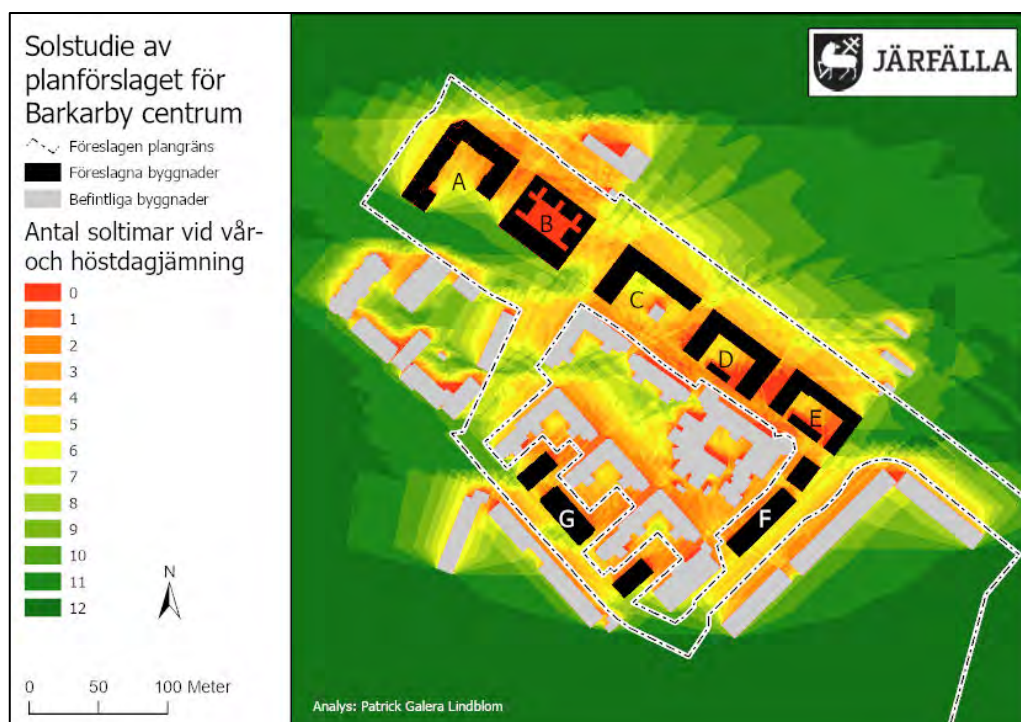 Solstudie av
planförslaget för
Barkarby centrum
Föreslagen plangräns
Föreslagna byggnader
Befintliga byggnader
Antal soltimar vid vår-
och höstdagjämning
0
1
2
3
4
5
6
7
8
9
10
11
12
N
0 50 100 Meter
JÄRFÄLLA
A
B
C
D
E
F
G
Analys: Patrick Galera Lindblom